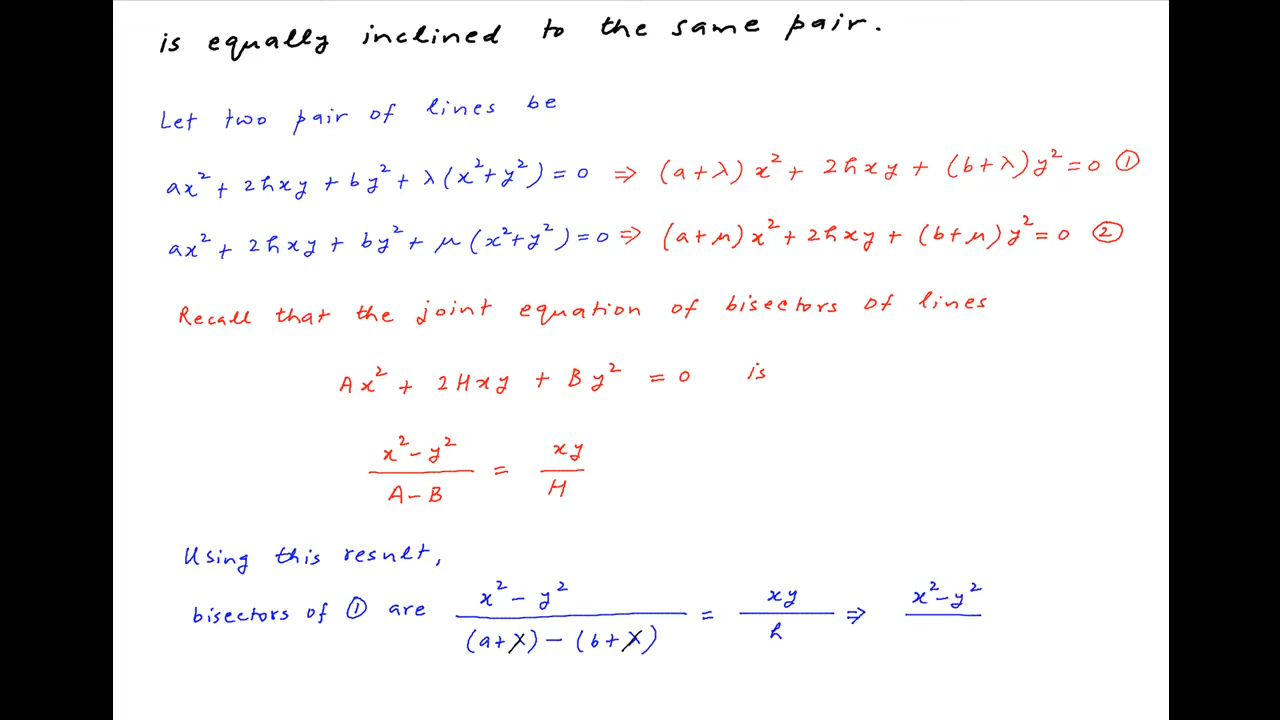 is equally inclined to the same pair.
Let two pair of lines be
ax² + 2hxy + by² + λ(x² + y²) = 0 ⇒ (a+λ)x² + 2hxy + (b+λ)y² = 0 ①
ax² + 2hxy + by² + μ(x² + y²) = 0 ⇒ (a+μ)x² + 2hxy + (b+μ)y² = 0 ②
Recall that the joint equation of bisectors of lines
Ax² + 2Hxy + By² = 0 is
(x² - y²)/(A - B) = xy/H
Using this result,
bisectors of ① are (x² - y²)/((a+λ) - (b+λ)) = xy/h ⇒ x² - y²